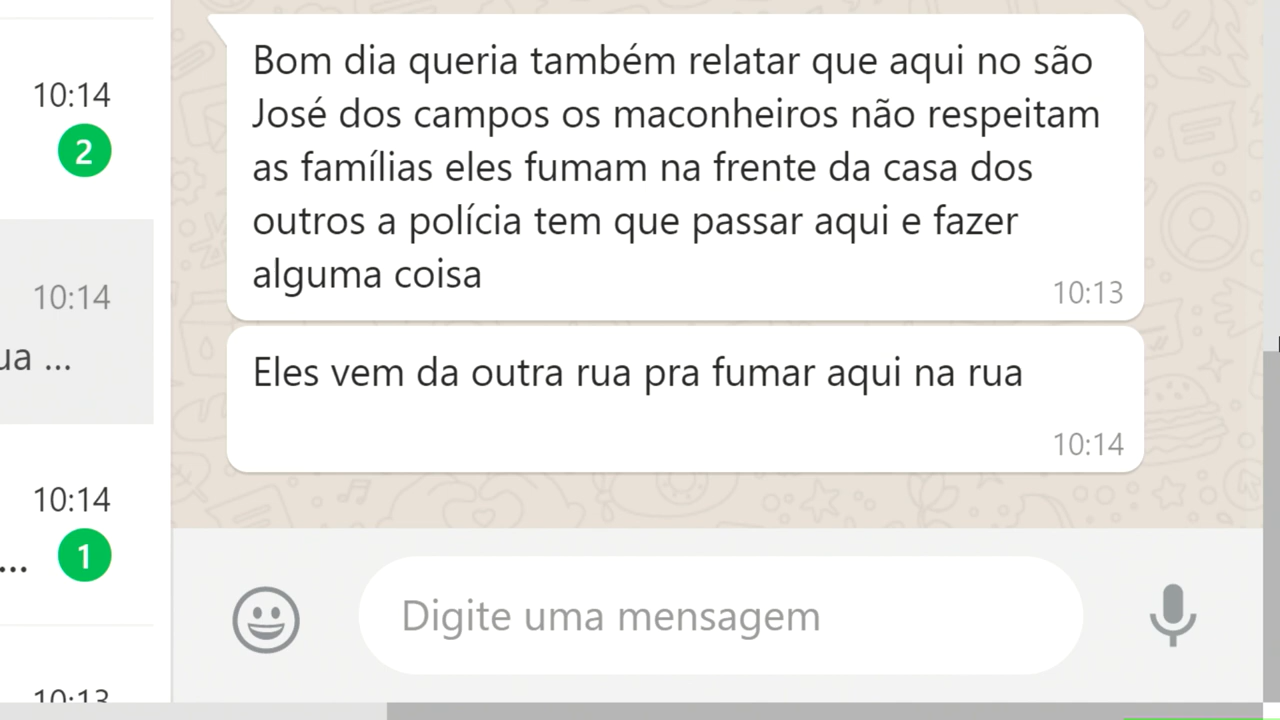 10:14
2
10:14
ua ...
10:14
... 1
10:13
Bom dia queria também relatar que aqui no são
José dos campos os maconheiros não respeitam
as famílias eles fumam na frente da casa dos
outros a polícia tem que passar aqui e fazer
alguma coisa
10:13
Eles vem da outra rua pra fumar aqui na rua
10:14
Digite uma mensagem